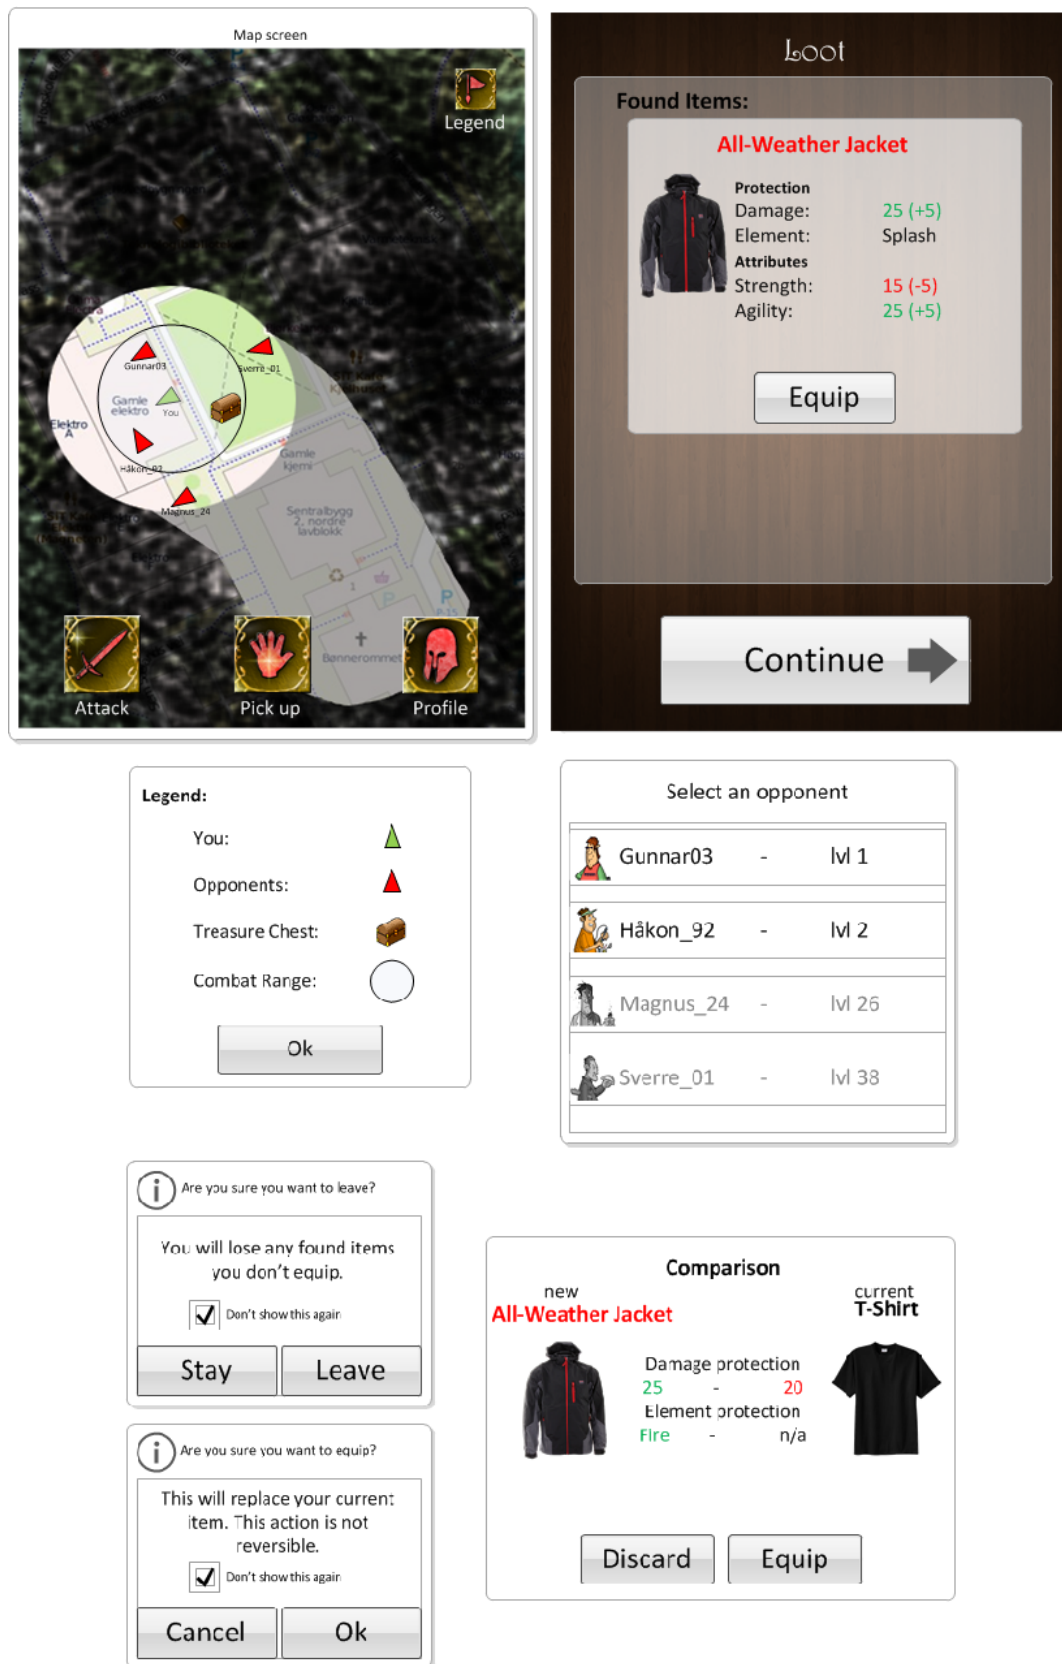 Map screen
Legend
Gunnar03
Sverre_01
Gamle
elektro
You
Elektro
A
Håkon_92
Gamle
kjemi
Magnus_24
Sentralbygg
2, nordre
lavblokk
Elektro
1
P
P
P-15
Bønnerommet
Attack
Pick up
Profile
Loot
Found Items:
All-Weather Jacket
Protection
Damage: 25 (+5)
Element: Splash
Attributes
Strength: 15 (-5)
Agility: 25 (+5)
Equip
Continue
Legend:
You:
Opponents:
Treasure Chest:
Combat Range:
Ok
Select an opponent
Gunnar03 - lvl 1
Håkon_92 - lvl 2
Magnus_24 - lvl 26
Sverre_01 - lvl 38
Are you sure you want to leave?
You will lose any found items
you don't equip.
Don't show this again
Stay Leave
Are you sure you want to equip?
This will replace your current
item. This action is not
reversible.
Don't show this again
Cancel Ok
Comparison
new current
All-Weather Jacket T-Shirt
Damage protection
25 - 20
Element protection
FIre - n/a
Discard Equip